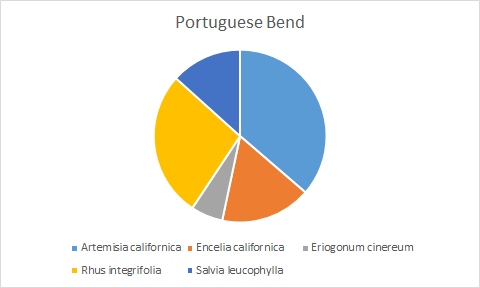 Portuguese Bend
Artemisia californica Encelia californica Eriogonum cinereum
Rhus integrifolia Salvia leucophylla